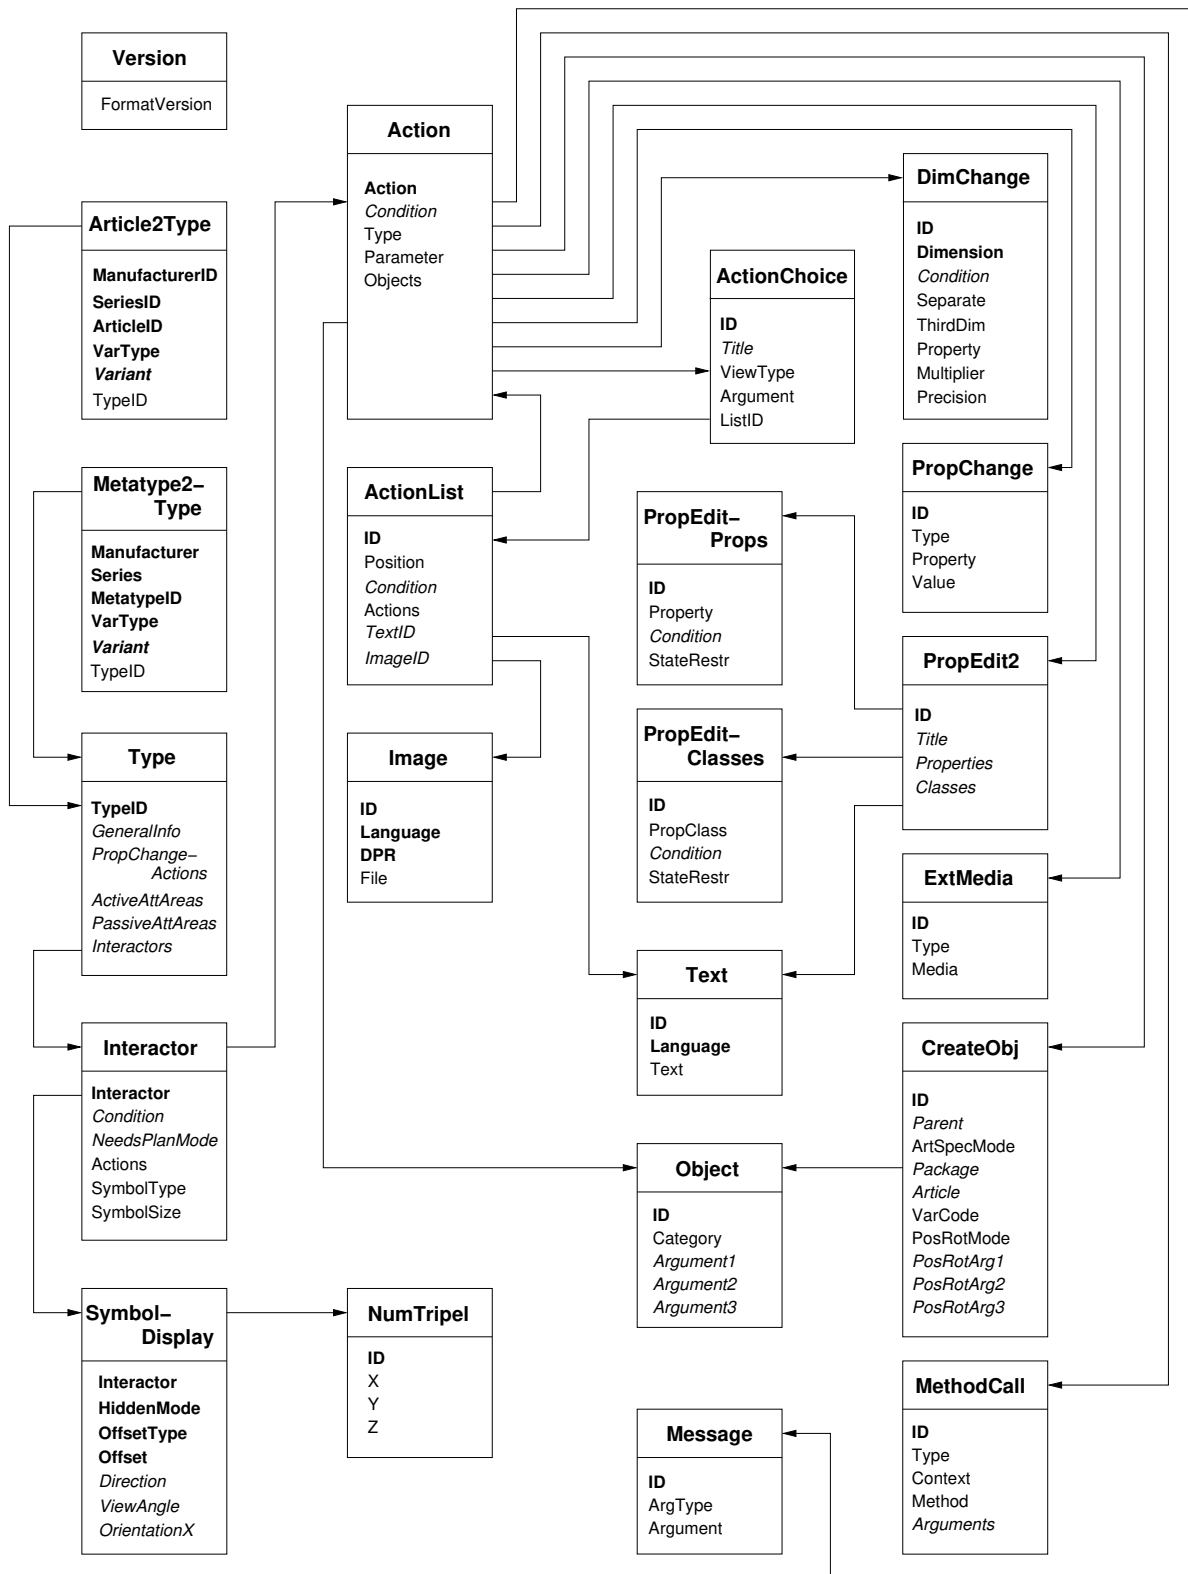 Version
FormatVersion
Article2Type
ManufacturerID
SeriesID
ArticleID
VarType
Variant
TypeID
Metatype2–
Type
Manufacturer
Series
MetatypeID
VarType
Variant
TypeID
Type
TypeID
GeneralInfo
PropChange–
Actions
ActiveAttAreas
PassiveAttAreas
Interactors
Interactor
Interactor
Condition
NeedsPlanMode
Actions
SymbolType
SymbolSize
Symbol–
Display
Interactor
HiddenMode
OffsetType
Offset
Direction
ViewAngle
OrientationX
Action
Action
Condition
Type
Parameter
Objects
ActionList
ID
Position
Condition
Actions
TextID
ImageID
Image
ID
Language
DPR
File
NumTripel
ID
X
Y
Z
ActionChoice
ID
Title
ViewType
Argument
ListID
PropEdit–
Props
ID
Property
Condition
StateRestr
PropEdit–
Classes
ID
PropClass
Condition
StateRestr
Text
ID
Language
Text
Object
ID
Category
Argument1
Argument2
Argument3
Message
ID
ArgType
Argument
DimChange
ID
Dimension
Condition
Separate
ThirdDim
Property
Multiplier
Precision
PropChange
ID
Type
Property
Value
PropEdit2
ID
Title
Properties
Classes
ExtMedia
ID
Type
Media
CreateObj
ID
Parent
ArtSpecMode
Package
Article
VarCode
PosRotMode
PosRotArg1
PosRotArg2
PosRotArg3
MethodCall
ID
Type
Context
Method
Arguments